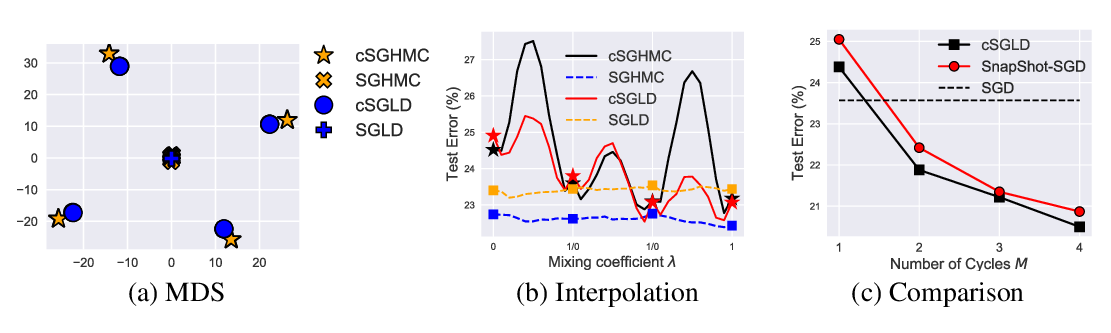 30
20
10
0
−10
−20
−20 −10 0 10 20
cSGHMC
SGHMC
cSGLD
SGLD
(a) MDS
Test Error (%)
27
26
25
24
23
cSGHMC
SGHMC
cSGLD
SGLD
0 1/0 1/0 1
Mixing coefficient λ
(b) Interpolation
Test Error (%)
25
24
23
22
21
cSGLD
SnapShot-SGD
SGD
1 2 3 4
Number of Cycles M
(c) Comparison